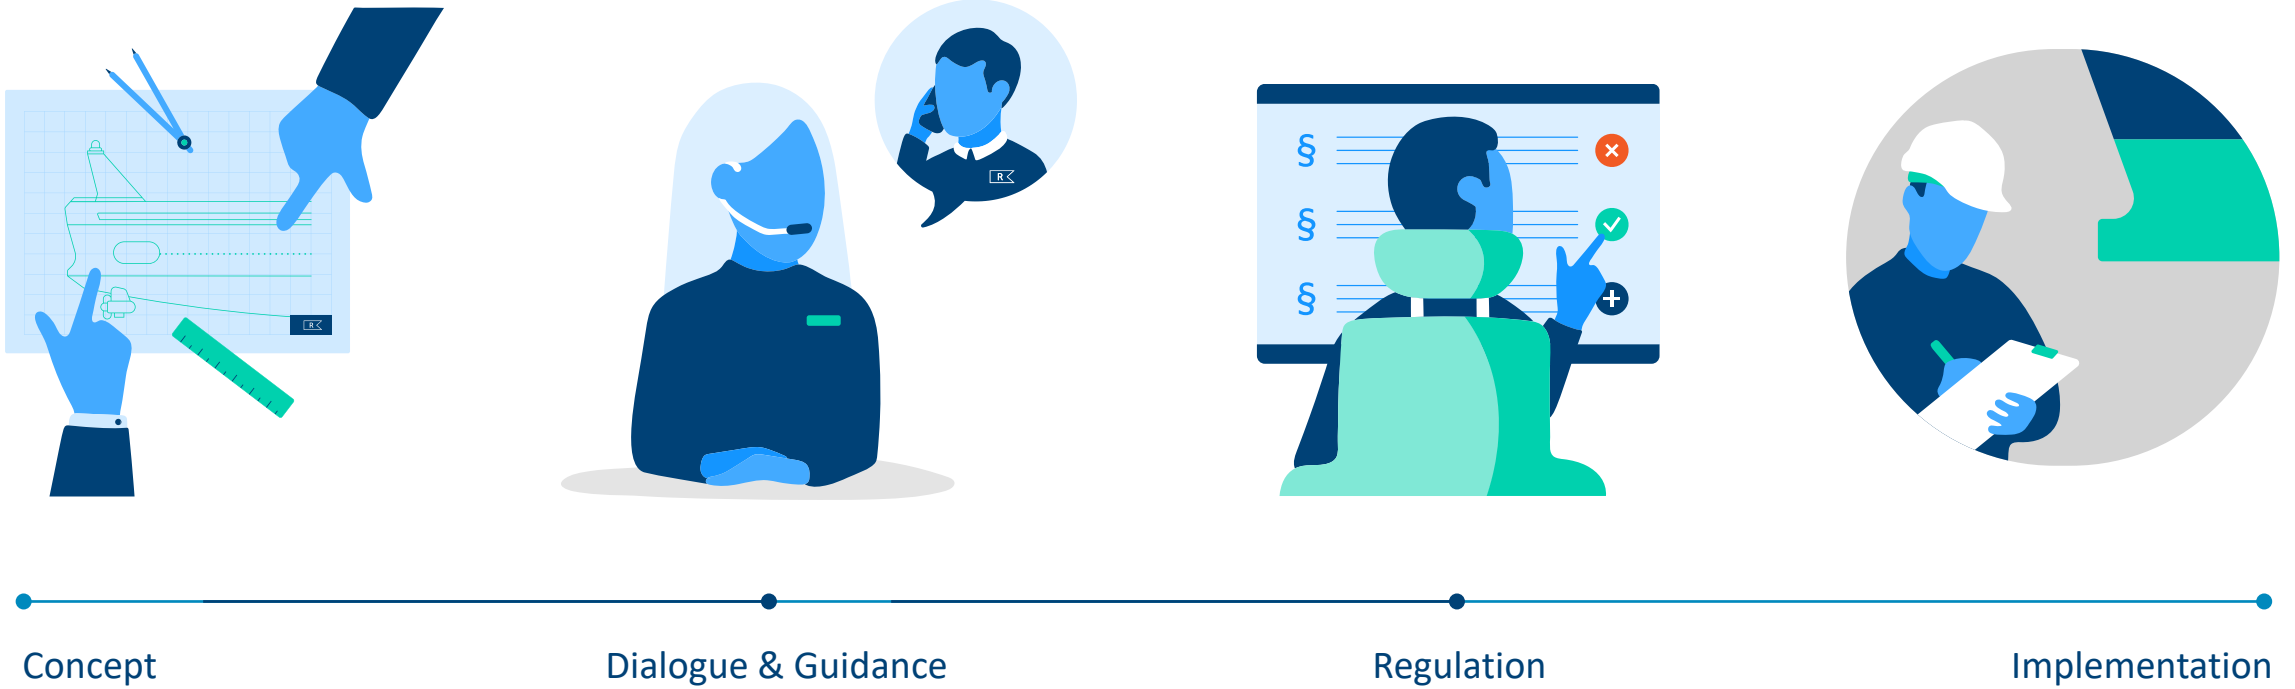 R
R
§
§
§
Concept
Dialogue & Guidance
Regulation
Implementation